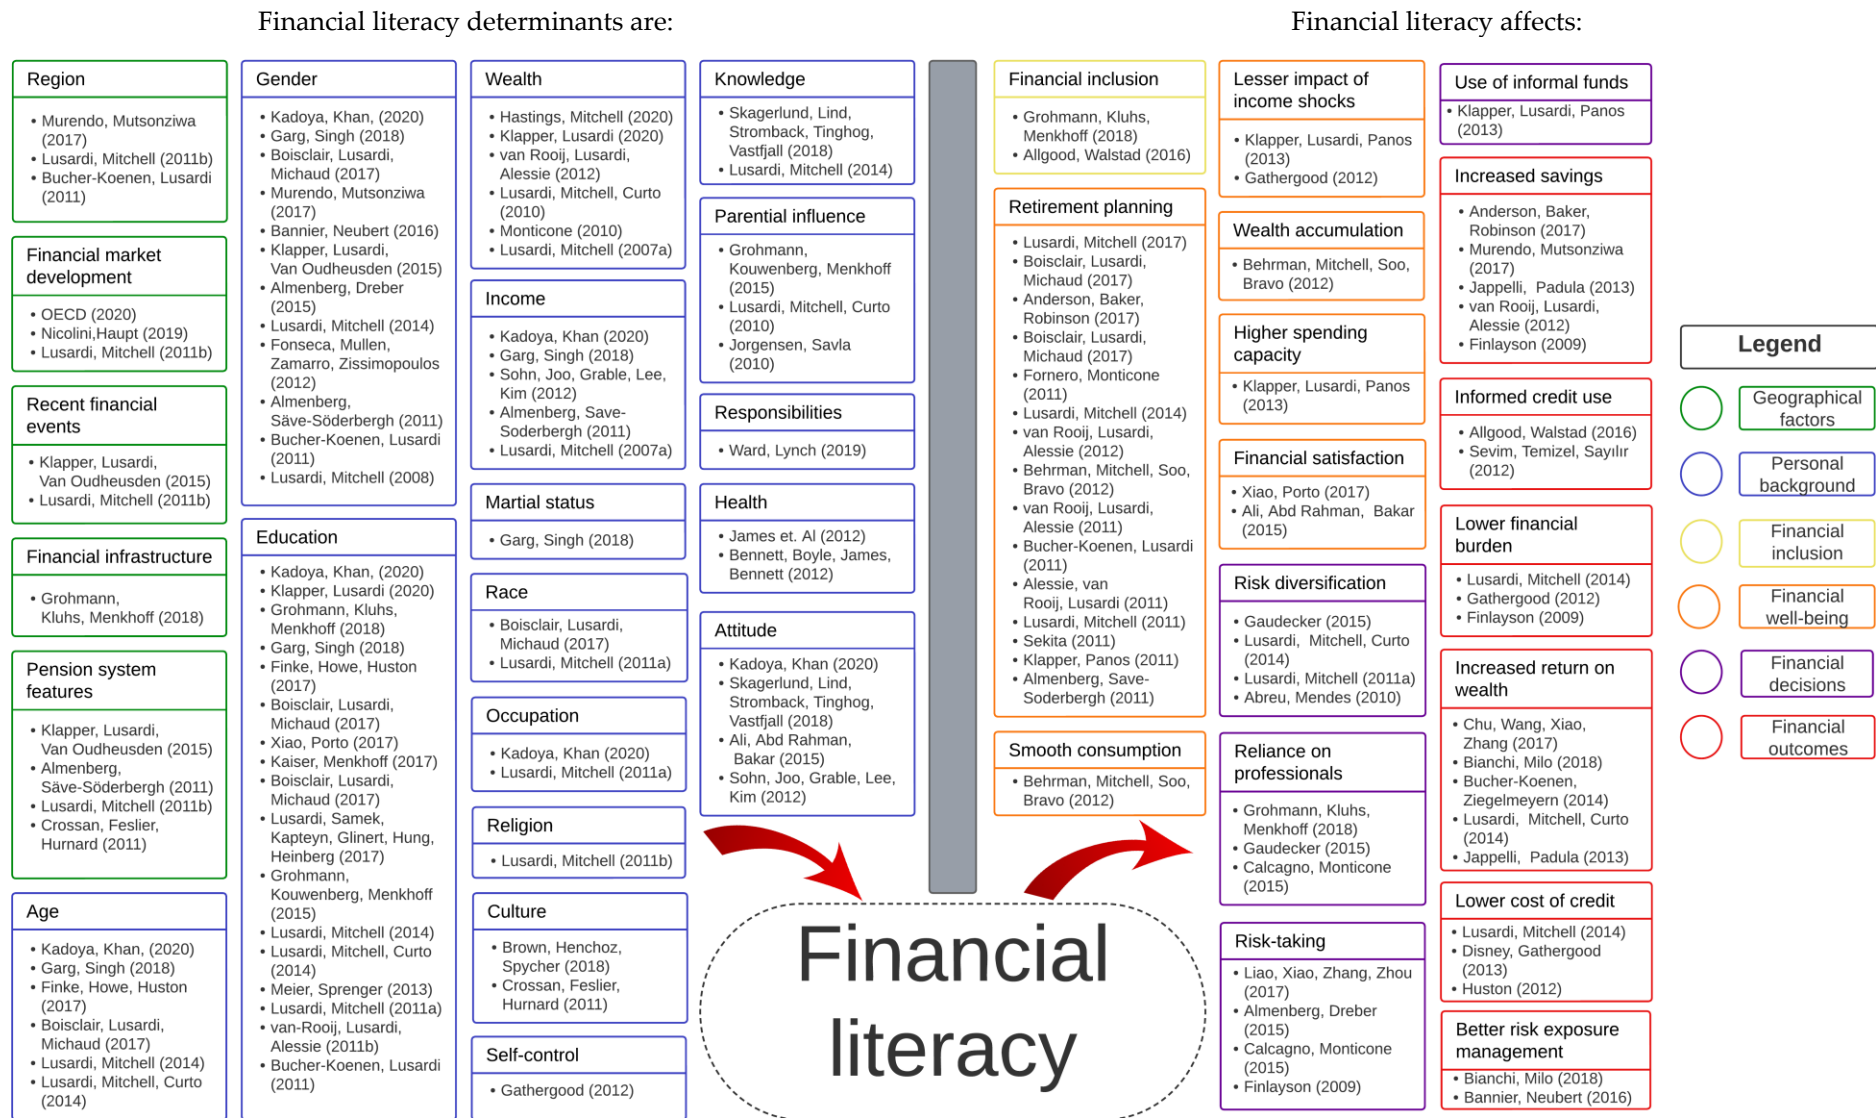 Financial literacy determinants are:
Financial literacy affects:
Region
• Murendo, Mutsonziwa
(2017)
• Lusardi, Mitchell (2011b)
• Bucher-Koenen, Lusardi
(2011)
Financial market
development
• OECD (2020)
• Nicolini,Haupt (2019)
• Lusardi, Mitchell (2011b)
Recent financial
events
• Klapper, Lusardi,
Van Oudheusden (2015)
• Lusardi, Mitchell (2011b)
Financial infrastructure
• Grohmann,
Kluhs, Menkhoff (2018)
Pension system
features
• Klapper, Lusardi,
Van Oudheusden (2015)
• Almenberg,
Säve-Söderbergh (2011)
• Lusardi, Mitchell (2011b)
• Crossan, Feslier,
Hurnard (2011)
Age
• Kadoya, Khan, (2020)
• Garg, Singh (2018)
• Finke, Howe, Huston
(2017)
• Boisclair, Lusardi,
Michaud (2017)
• Lusardi, Mitchell (2014)
• Lusardi, Mitchell, Curto
(2014)
Gender
• Kadoya, Khan, (2020)
• Garg, Singh (2018)
• Boisclair, Lusardi,
Michaud (2017)
• Murendo, Mutsonziwa
(2017)
• Bannier, Neubert (2016)
• Klapper, Lusardi,
Van Oudheusden (2015)
• Almenberg, Dreber
(2015)
• Lusardi, Mitchell (2014)
• Fonseca, Mullen,
Zamarro, Zissimopoulos
(2012)
• Almenberg,
Säve-Söderbergh (2011)
• Bucher-Koenen, Lusardi
(2011)
• Lusardi, Mitchell (2008)
Education
• Kadoya, Khan, (2020)
• Klapper, Lusardi (2020)
• Grohmann, Kluhs,
Menkhoff (2018)
• Garg, Singh (2018)
• Finke, Howe, Huston
(2017)
• Boisclair, Lusardi,
Michaud (2017)
• Xiao, Porto (2017)
• Kaiser, Menkhoff (2017)
• Boisclair, Lusardi,
Michaud (2017)
• Lusardi, Samek,
Kapteyn, Glinert, Hung,
Heinberg (2017)
• Grohmann,
Kouwenberg, Menkhoff
(2015)
• Lusardi, Mitchell (2014)
• Lusardi, Mitchell, Curto
(2014)
• Meier, Sprenger (2013)
• Lusardi, Mitchell (2011a)
• van-Rooij, Lusardi,
Alessie (2011b)
• Bucher-Koenen, Lusardi
(2011)
Wealth
• Hastings, Mitchell (2020)
• Klapper, Lusardi (2020)
• van Rooij, Lusardi,
Alessie (2012)
• Lusardi, Mitchell, Curto
(2010)
• Monticone (2010)
• Lusardi, Mitchell (2007a)
Income
• Kadoya, Khan (2020)
• Garg, Singh (2018)
• Sohn, Joo, Grable, Lee,
Kim (2012)
• Almenberg, Save-
Soderbergh (2011)
• Lusardi, Mitchell (2007a)
Martial status
• Garg, Singh (2018)
Race
• Boisclair, Lusardi,
Michaud (2017)
• Lusardi, Mitchell (2011a)
Occupation
• Kadoya, Khan (2020)
• Lusardi, Mitchell (2011a)
Religion
• Lusardi, Mitchell (2011b)
Culture
• Brown, Henchoz,
Spycher (2018)
• Crossan, Feslier,
Hurnard (2011)
Self-control
• Gathergood (2012)
Knowledge
• Skagerlund, Lind,
Stromback, Tinghog,
Vastfjall (2018)
• Lusardi, Mitchell (2014)
Parential influence
• Grohmann,
Kouwenberg, Menkhoff
(2015)
• Lusardi, Mitchell, Curto
(2010)
• Jorgensen, Savla
(2010)
Responsibilities
• Ward, Lynch (2019)
Health
• James et. Al (2012)
• Bennett, Boyle, James,
Bennett (2012)
Attitude
• Kadoya, Khan (2020)
• Skagerlund, Lind,
Stromback, Tinghog,
Vastfjall (2018)
• Ali, Abd Rahman,
Bakar (2015)
• Sohn, Joo, Grable, Lee,
Kim (2012)
Financial
literacy
Financial inclusion
• Grohmann, Kluhs,
Menkhoff (2018)
• Allgood, Walstad (2016)
Retirement planning
• Lusardi, Mitchell (2017)
• Boisclair, Lusardi,
Michaud (2017)
• Anderson, Baker,
Robinson (2017)
• Boisclair, Lusardi,
Michaud (2017)
• Fornero, Monticone
(2011)
• Lusardi, Mitchell (2014)
• van Rooij, Lusardi,
Alessie (2012)
• Behrman, Mitchell, Soo,
Bravo (2012)
• van Rooij, Lusardi,
Alessie (2011)
• Bucher-Koenen, Lusardi
(2011)
• Alessie, van
Rooij, Lusardi (2011)
• Lusardi, Mitchell (2011)
• Sekita (2011)
• Klapper, Panos (2011)
• Almenberg, Save-
Soderbergh (2011)
Smooth consumption
• Behrman, Mitchell, Soo,
Bravo (2012)
Lesser impact of
income shocks
• Klapper, Lusardi, Panos
(2013)
• Gathergood (2012)
Wealth accumulation
• Behrman, Mitchell, Soo,
Bravo (2012)
Higher spending
capacity
• Klapper, Lusardi, Panos
(2013)
Financial satisfaction
• Xiao, Porto (2017)
• Ali, Abd Rahman, Bakar
(2015)
Risk diversification
• Gaudecker (2015)
• Lusardi, Mitchell, Curto
(2014)
• Lusardi, Mitchell (2011a)
• Abreu, Mendes (2010)
Reliance on
professionals
• Grohmann, Kluhs,
Menkhoff (2018)
• Gaudecker (2015)
• Calcagno, Monticone
(2015)
Risk-taking
• Liao, Xiao, Zhang, Zhou
(2017)
• Almenberg, Dreber
(2015)
• Calcagno, Monticone
(2015)
• Finlayson (2009)
Use of informal funds
• Klapper, Lusardi, Panos
(2013)
Increased savings
• Anderson, Baker,
Robinson (2017)
• Murendo, Mutsonziwa
(2017)
• Jappelli, Padula (2013)
• van Rooij, Lusardi,
Alessie (2012)
• Finlayson (2009)
Informed credit use
• Allgood, Walstad (2016)
• Sevim, Temizel, Sayılır
(2012)
Lower financial
burden
• Lusardi, Mitchell (2014)
• Gathergood (2012)
• Finlayson (2009)
Increased return on
wealth
• Chu, Wang, Xiao,
Zhang (2017)
• Bianchi, Milo (2018)
• Bucher-Koenen,
Ziegelmeyern (2014)
• Lusardi, Mitchell, Curto
(2014)
• Jappelli, Padula (2013)
Lower cost of credit
• Lusardi, Mitchell (2014)
• Disney, Gathergood
(2013)
• Huston (2012)
Better risk exposure
management
• Bianchi, Milo (2018)
• Bannier, Neubert (2016)
Legend
Geographical
factors
Personal
background
Financial
inclusion
Financial
well-being
Financial
decisions
Financial
outcomes